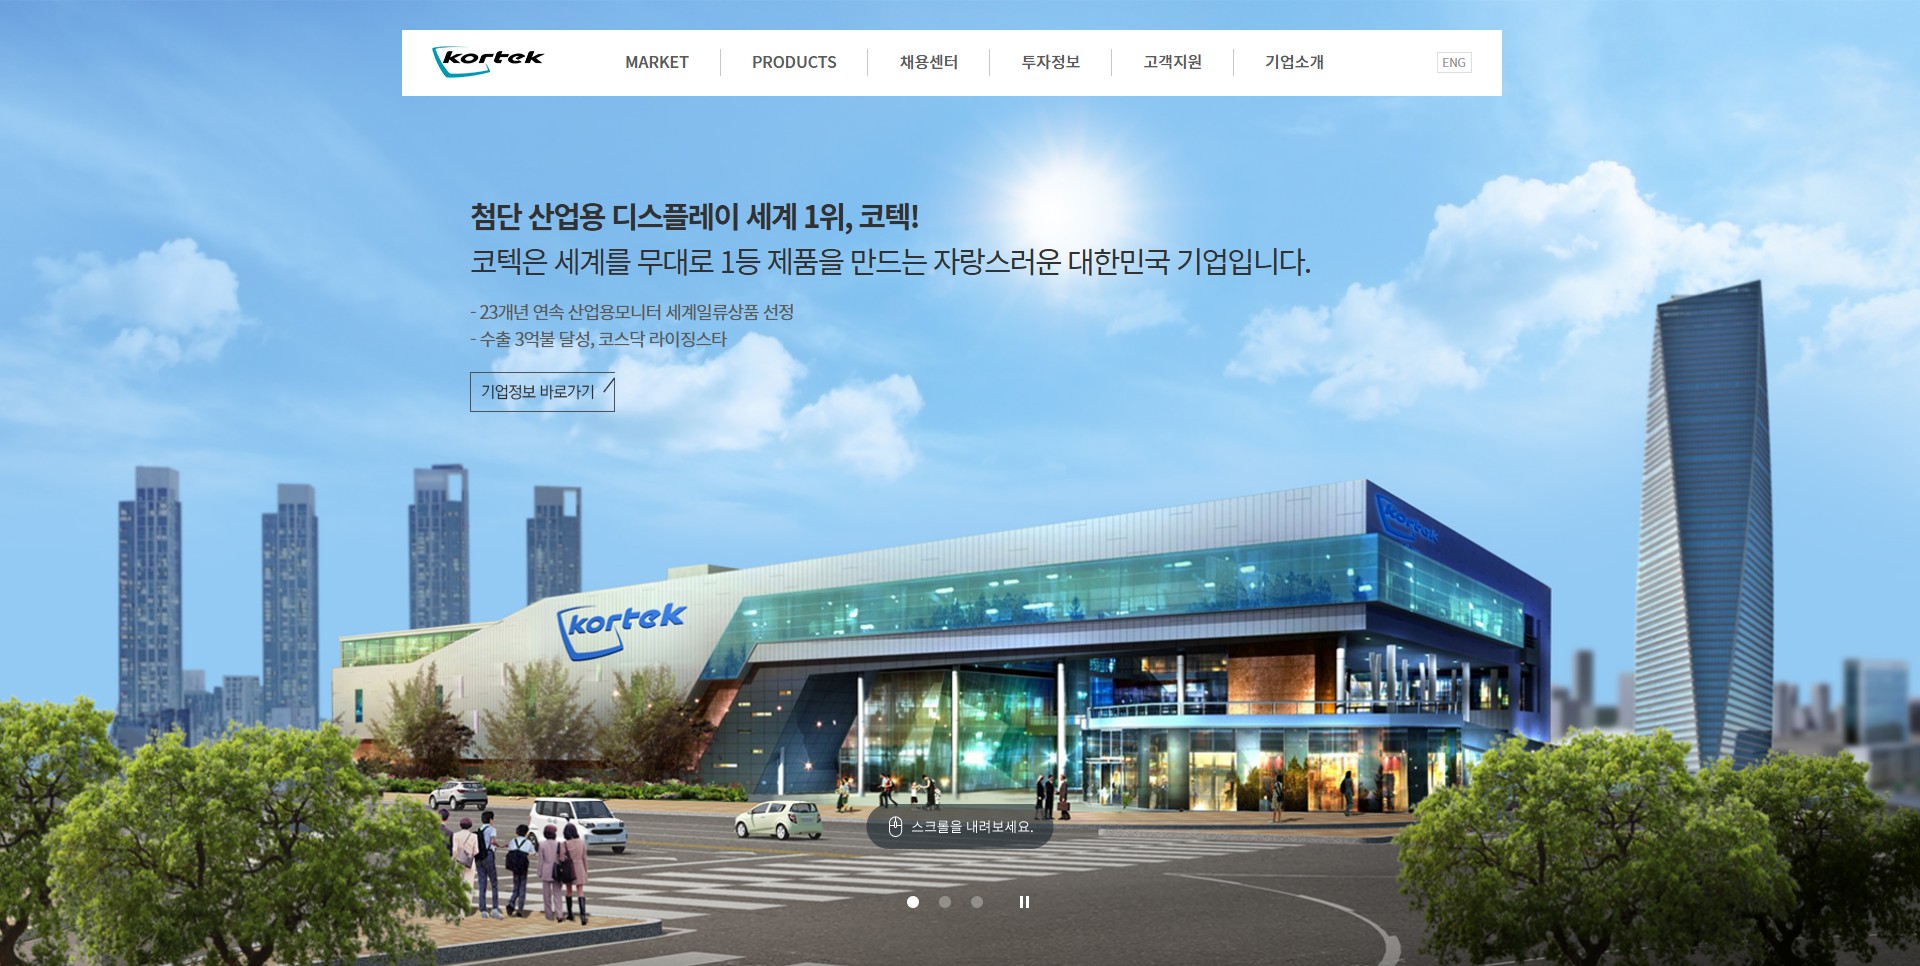 kortek
MARKET
PRODUCTS
채용센터
투자정보
고객지원
기업소개
ENG
첨단 산업용 디스플레이 세계 1위, 코텍!
코텍은 세계를 무대로 1등 제품을 만드는 자랑스러운 대한민국 기업입니다.
- 23개년 연속 산업용모니터 세계일류상품 선정
- 수출 3억불 달성, 코스닥 라이징스타
기업정보 바로가기
kortek
kortek
스크롤을 내려보세요.